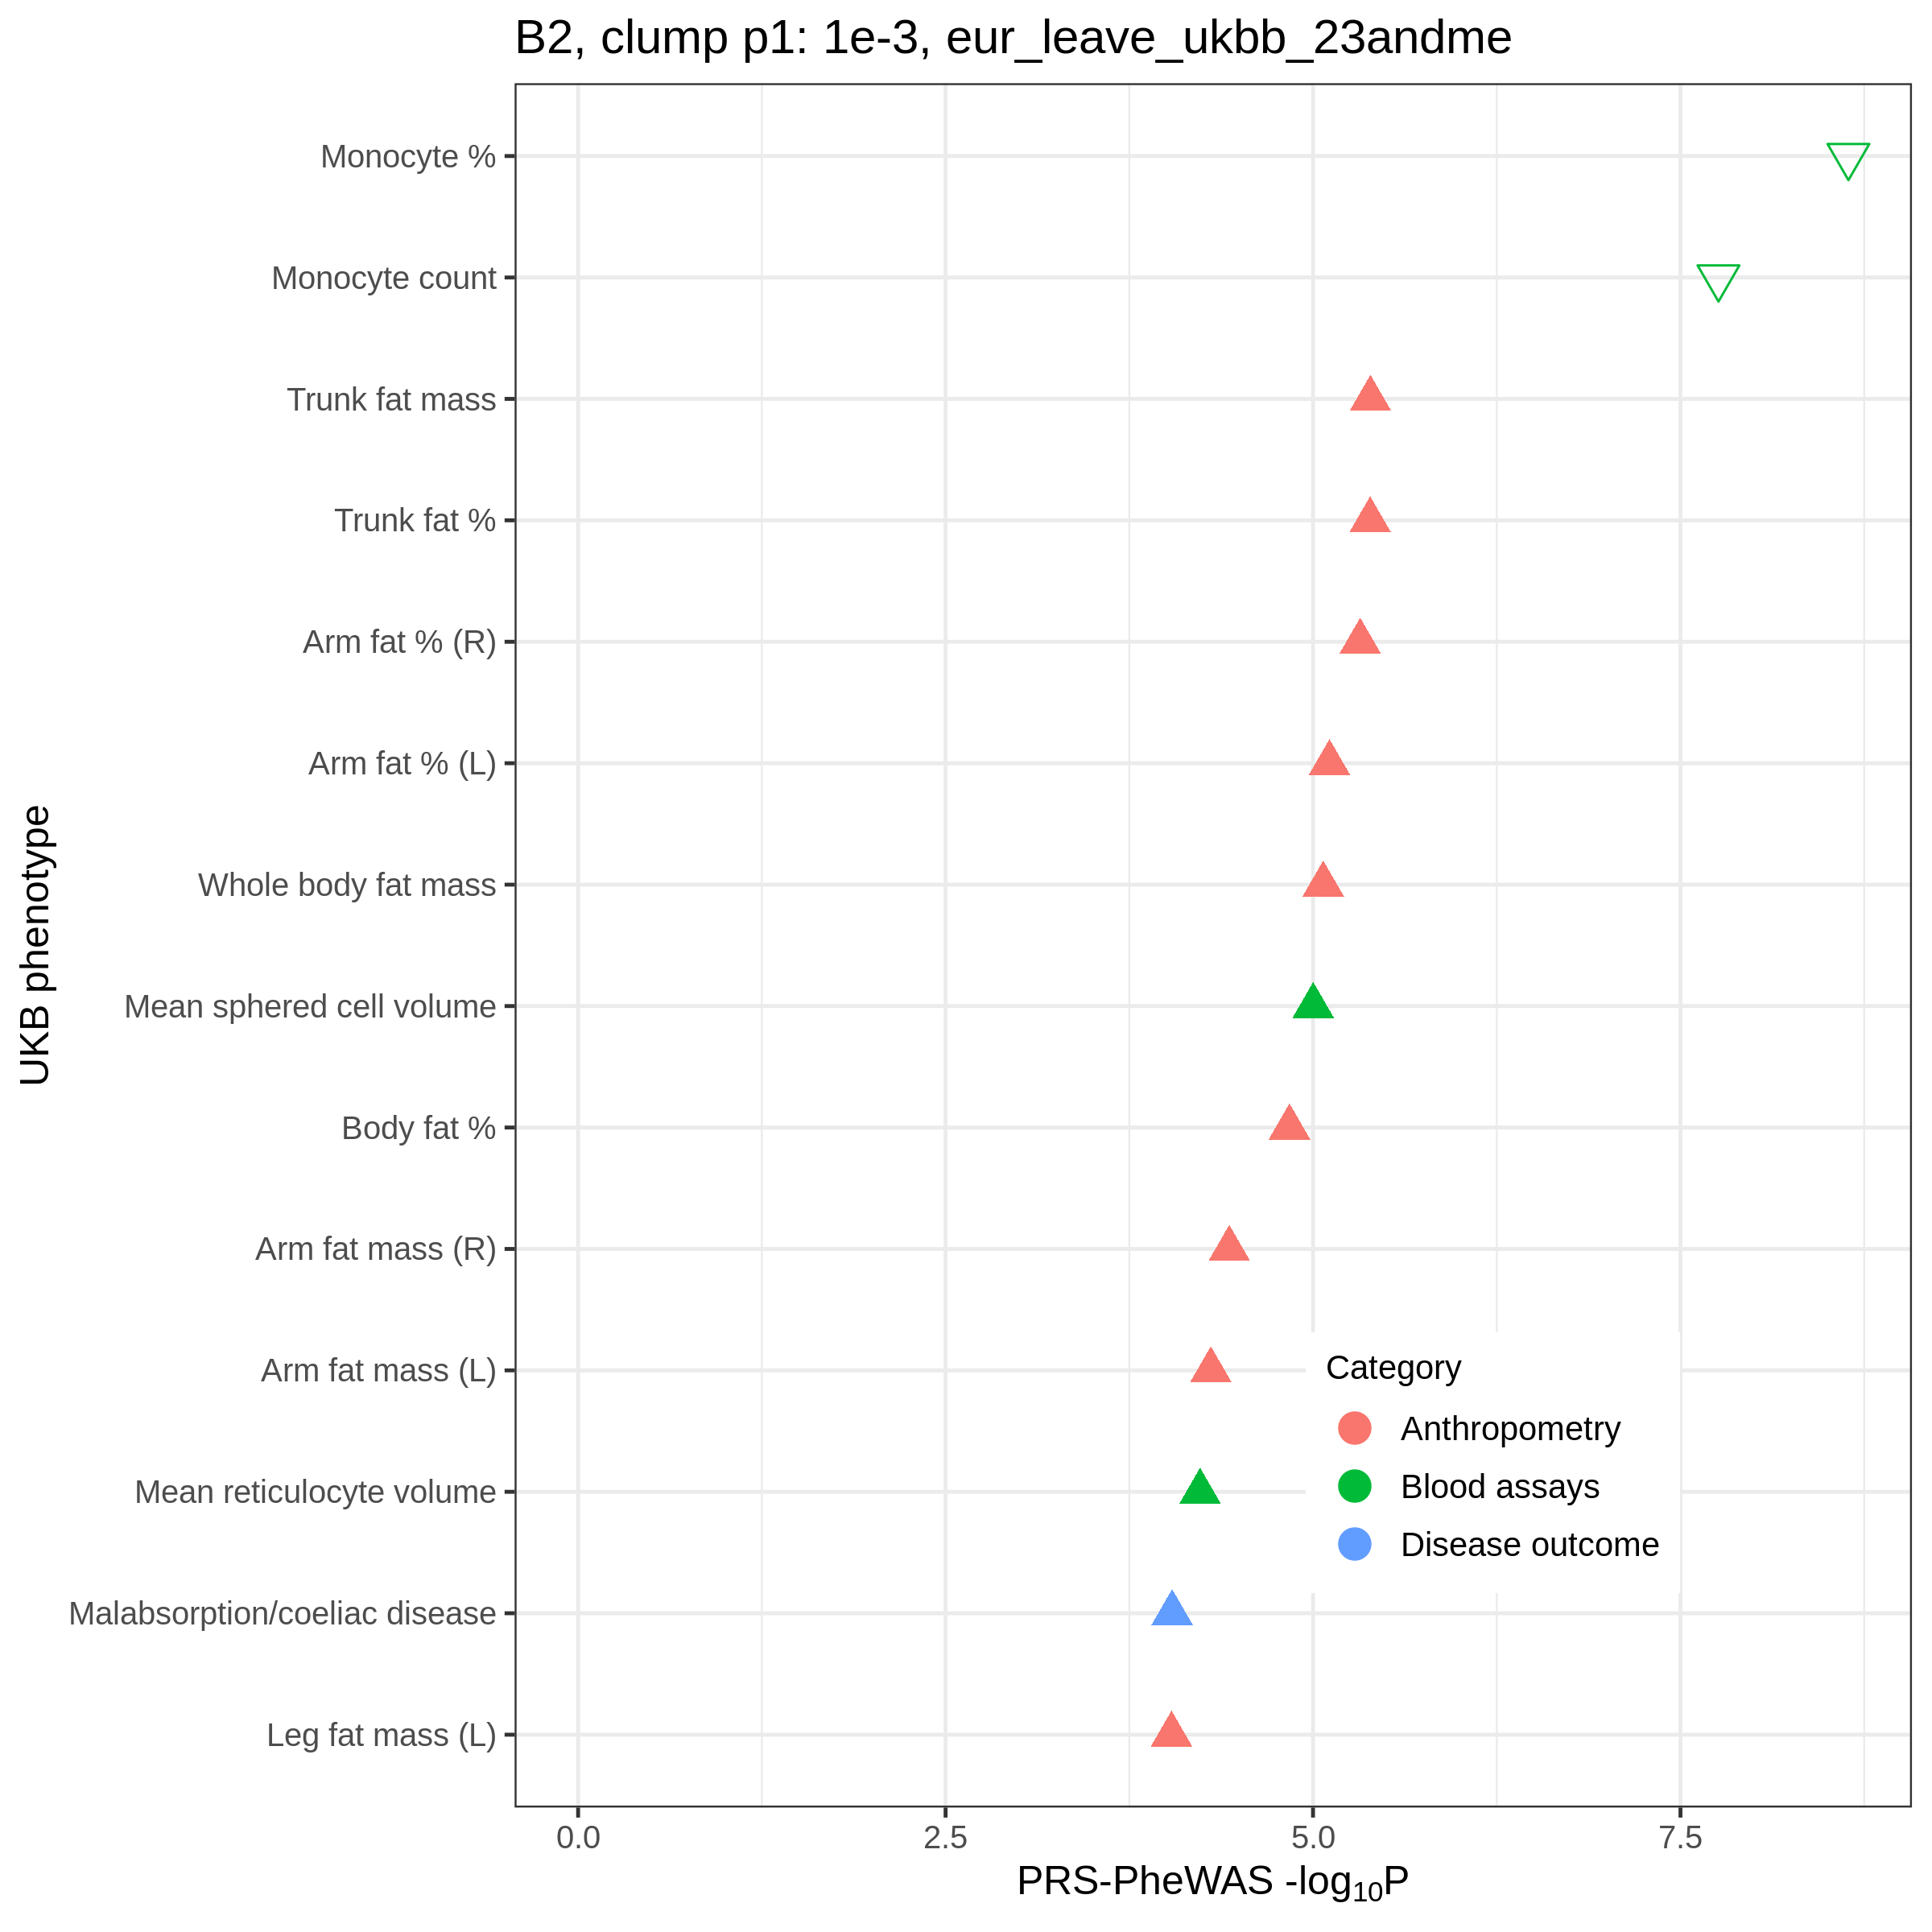 B2, clump p1: 1e-3, eur_leave_ukbb_23andme
UKB phenotype
Monocyte %
Monocyte count
Trunk fat mass
Trunk fat %
Arm fat % (R)
Arm fat % (L)
Whole body fat mass
Mean sphered cell volume
Body fat %
Arm fat mass (R)
Arm fat mass (L)
Mean reticulocyte volume
Malabsorption/coeliac disease
Leg fat mass (L)
Category
Anthropometry
Blood assays
Disease outcome
0.0 2.5 5.0 7.5
PRS-PheWAS -log₁₀P